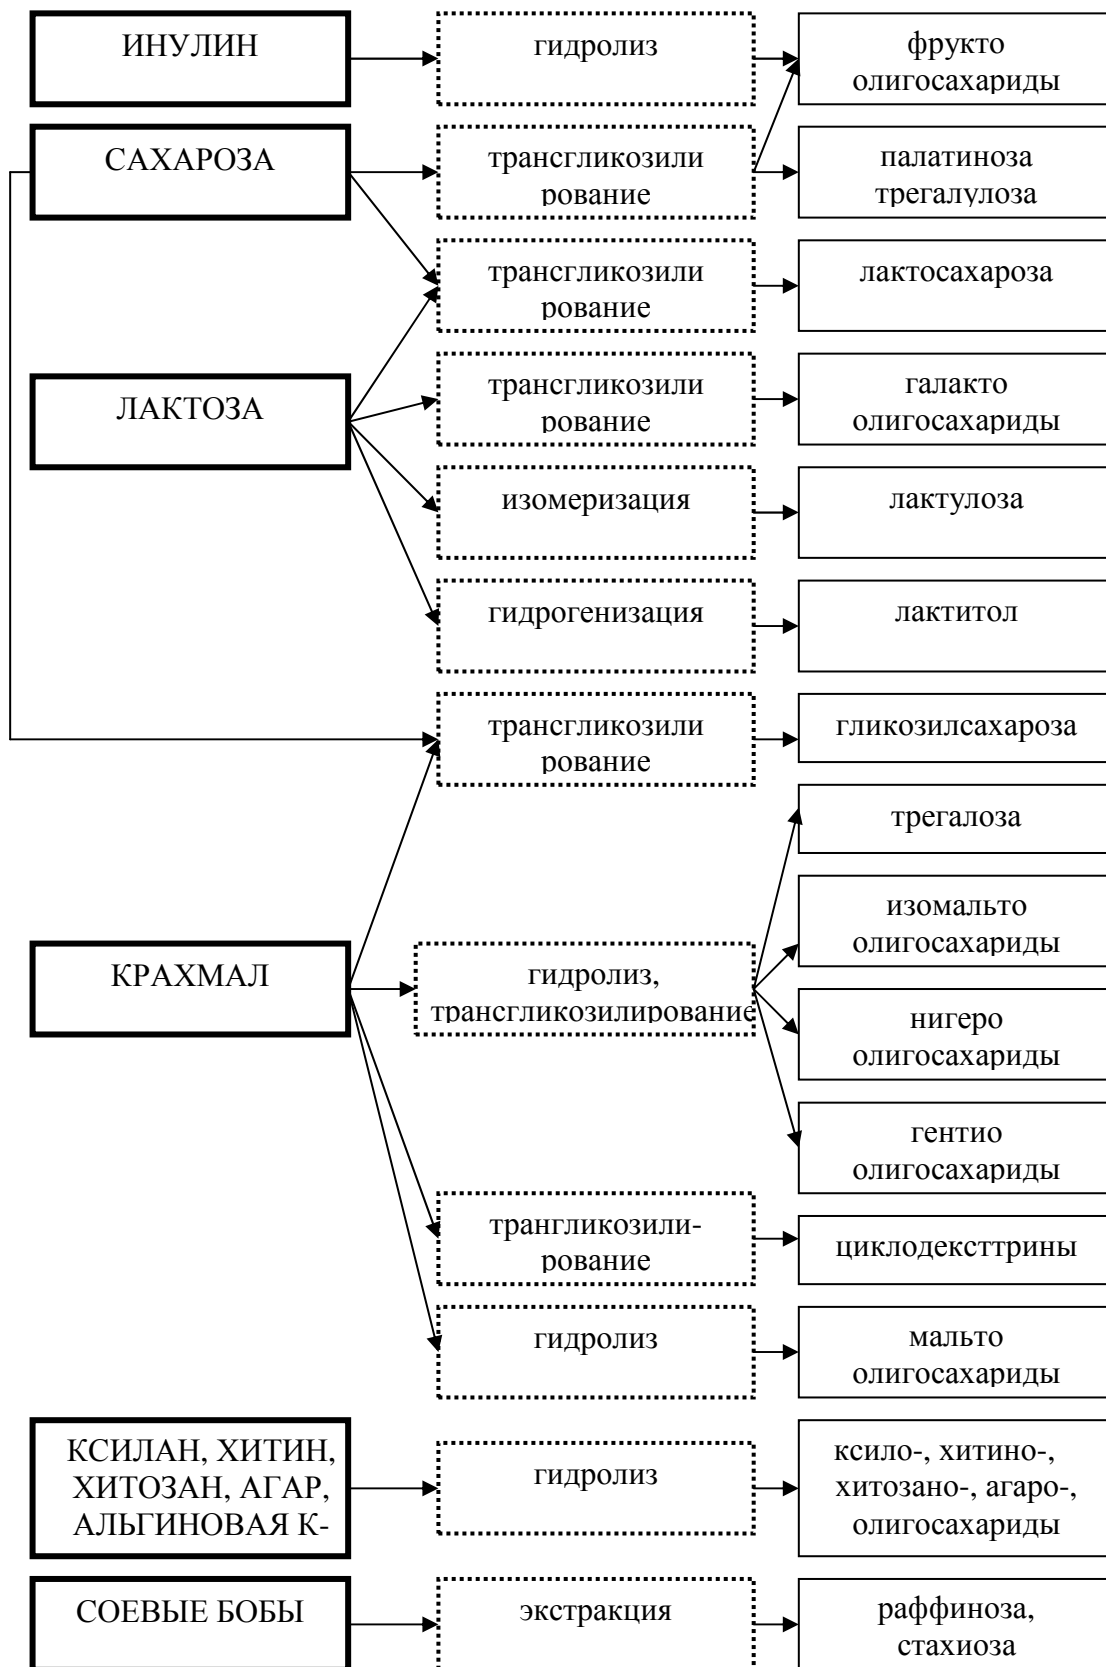 ИНУЛИН
гидролиз
фрукто
олигосахариды
САХАРОЗА
трансгликозили
рование
палатиноза
трегалулоза
трансгликозили
рование
лактосахароза
ЛАКТОЗА
трансгликозили
рование
галакто
олигосахариды
изомеризация
лактулоза
гидрогенизация
лактитол
трансгликозили
рование
гликозилсахароза
трегалоза
изомальто
олигосахариды
КРАХМАЛ
гидролиз,
трансгликозилирование
нигеро
олигосахариды
гентио
олигосахариды
трангликозили-
рование
циклодексттрины
гидролиз
мальто
олигосахариды
КСИЛАН, ХИТИН,
ХИТОЗАН, АГАР,
АЛЬГИНОВАЯ К-
гидролиз
ксило-, хитино-,
хитозано-, агаро-,
олигосахариды
СОЕВЫЕ БОБЫ
экстракция
раффиноза,
стахиоза